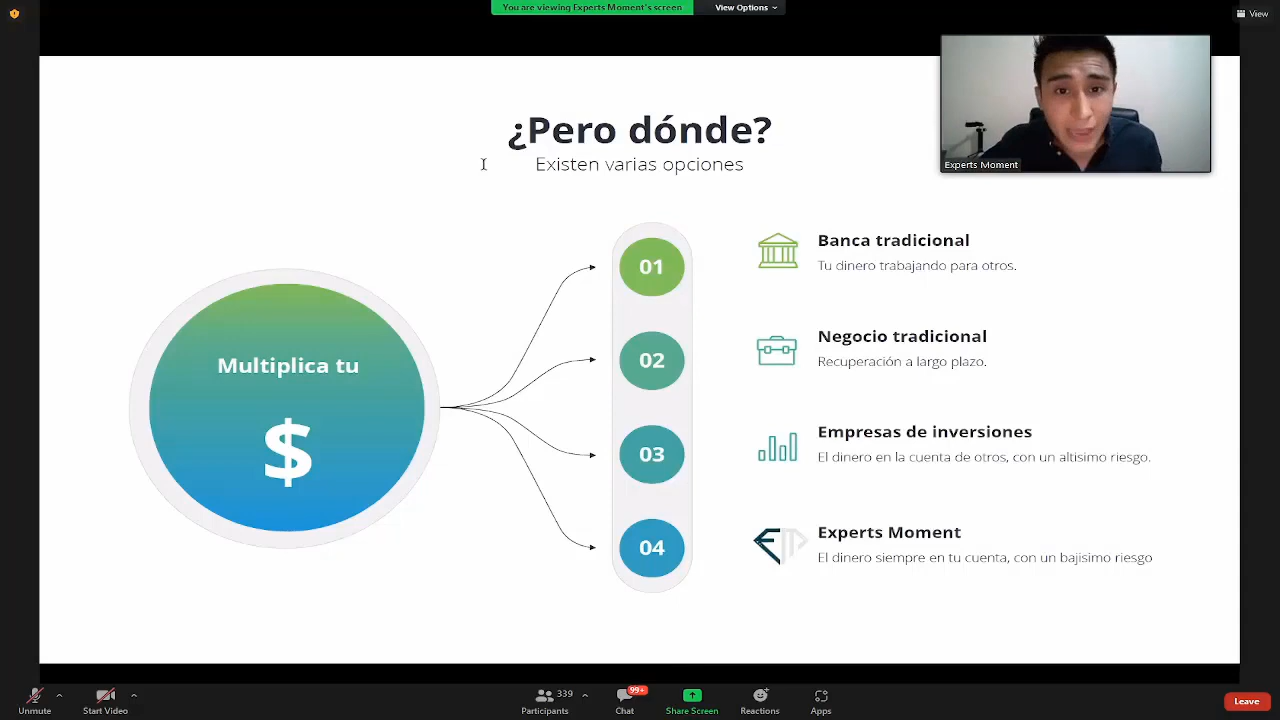 You are viewing Experts Moment's screen
View Options
View
Experts Moment
¿Pero dónde?
Existen varias opciones
Multiplica tu
$
01
Banca tradicional
Tu dinero trabajando para otros.
02
Negocio tradicional
Recuperación a largo plazo.
03
Empresas de inversiones
El dinero en la cuenta de otros, con un altisimo riesgo.
04
Experts Moment
El dinero siempre en tu cuenta, con un bajisimo riesgo
Unmute
Start Video
339
Participants
99+
Chat
Share Screen
Reactions
Apps
Leave